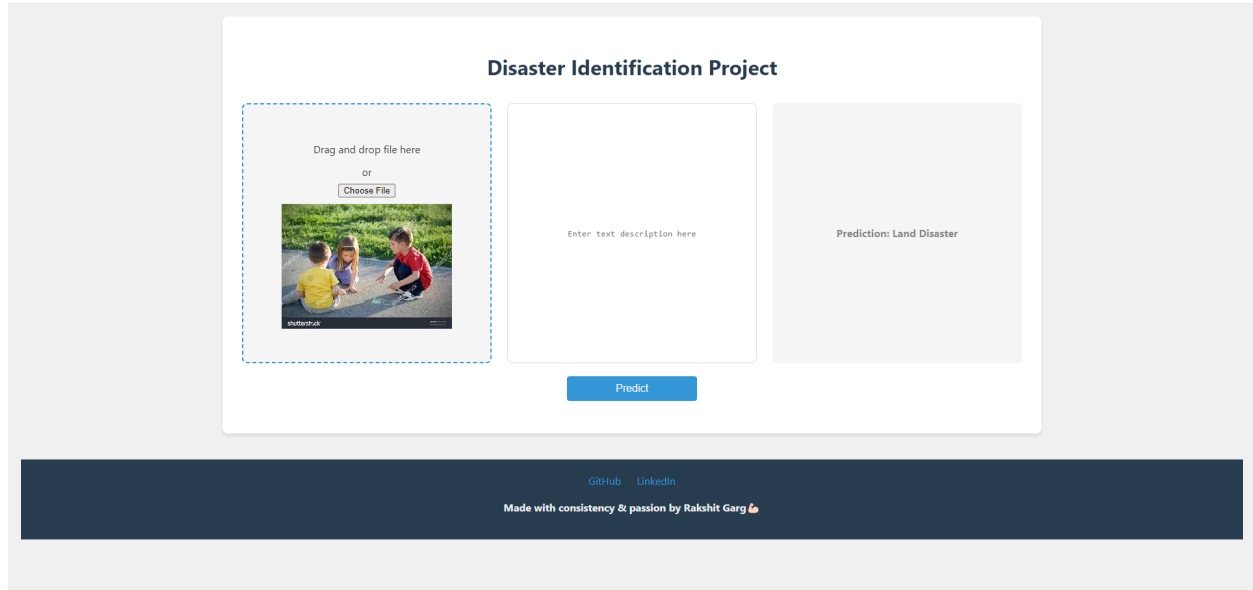 Disaster Identification Project
Drag and drop file here
or
Choose File
shutterstock
Enter text description here
Prediction: Land Disaster
Predict
GitHub LinkedIn
Made with consistency & passion by Rakshit Garg💪🏻